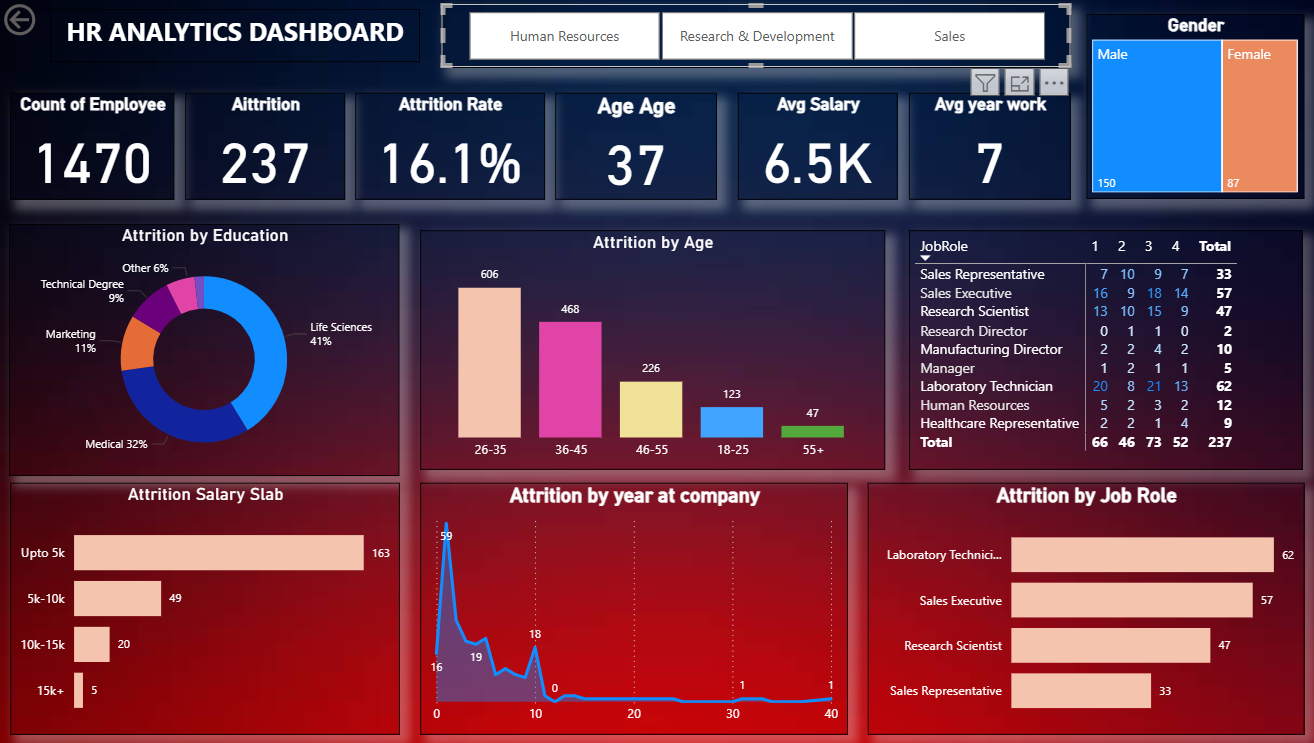 HR ANALYTICS DASHBOARD
Human Resources
Research & Development
Sales
Gender
Male
Female
150
87
Count of Employee
1470
Aittrition
237
Attrition Rate
16.1%
Age Age
37
Avg Salary
6.5K
Avg year work
7
Attrition by Education
Other 6%
Technical Degree
9%
Marketing
11%
Medical 32%
Life Sciences
41%
Attrition by Age
606
468
226
123
47
26-35
36-45
46-55
18-25
55+
JobRole 1 2 3 4 Total
Sales Representative 7 10 9 7 33
Sales Executive 16 9 18 14 57
Research Scientist 13 10 15 9 47
Research Director 0 1 1 0 2
Manufacturing Director 2 2 4 2 10
Manager 1 2 1 1 5
Laboratory Technician 20 8 21 13 62
Human Resources 5 2 3 2 12
Healthcare Representative 2 2 1 4 9
Total 66 46 73 52 237
Attrition Salary Slab
Upto 5k 163
5k-10k 49
10k-15k 20
15k+ 5
Attrition by year at company
59
16
19
18
0
1
1
0 10 20 30 40
Attrition by Job Role
Laboratory Technici... 62
Sales Executive 57
Research Scientist 47
Sales Representative 33